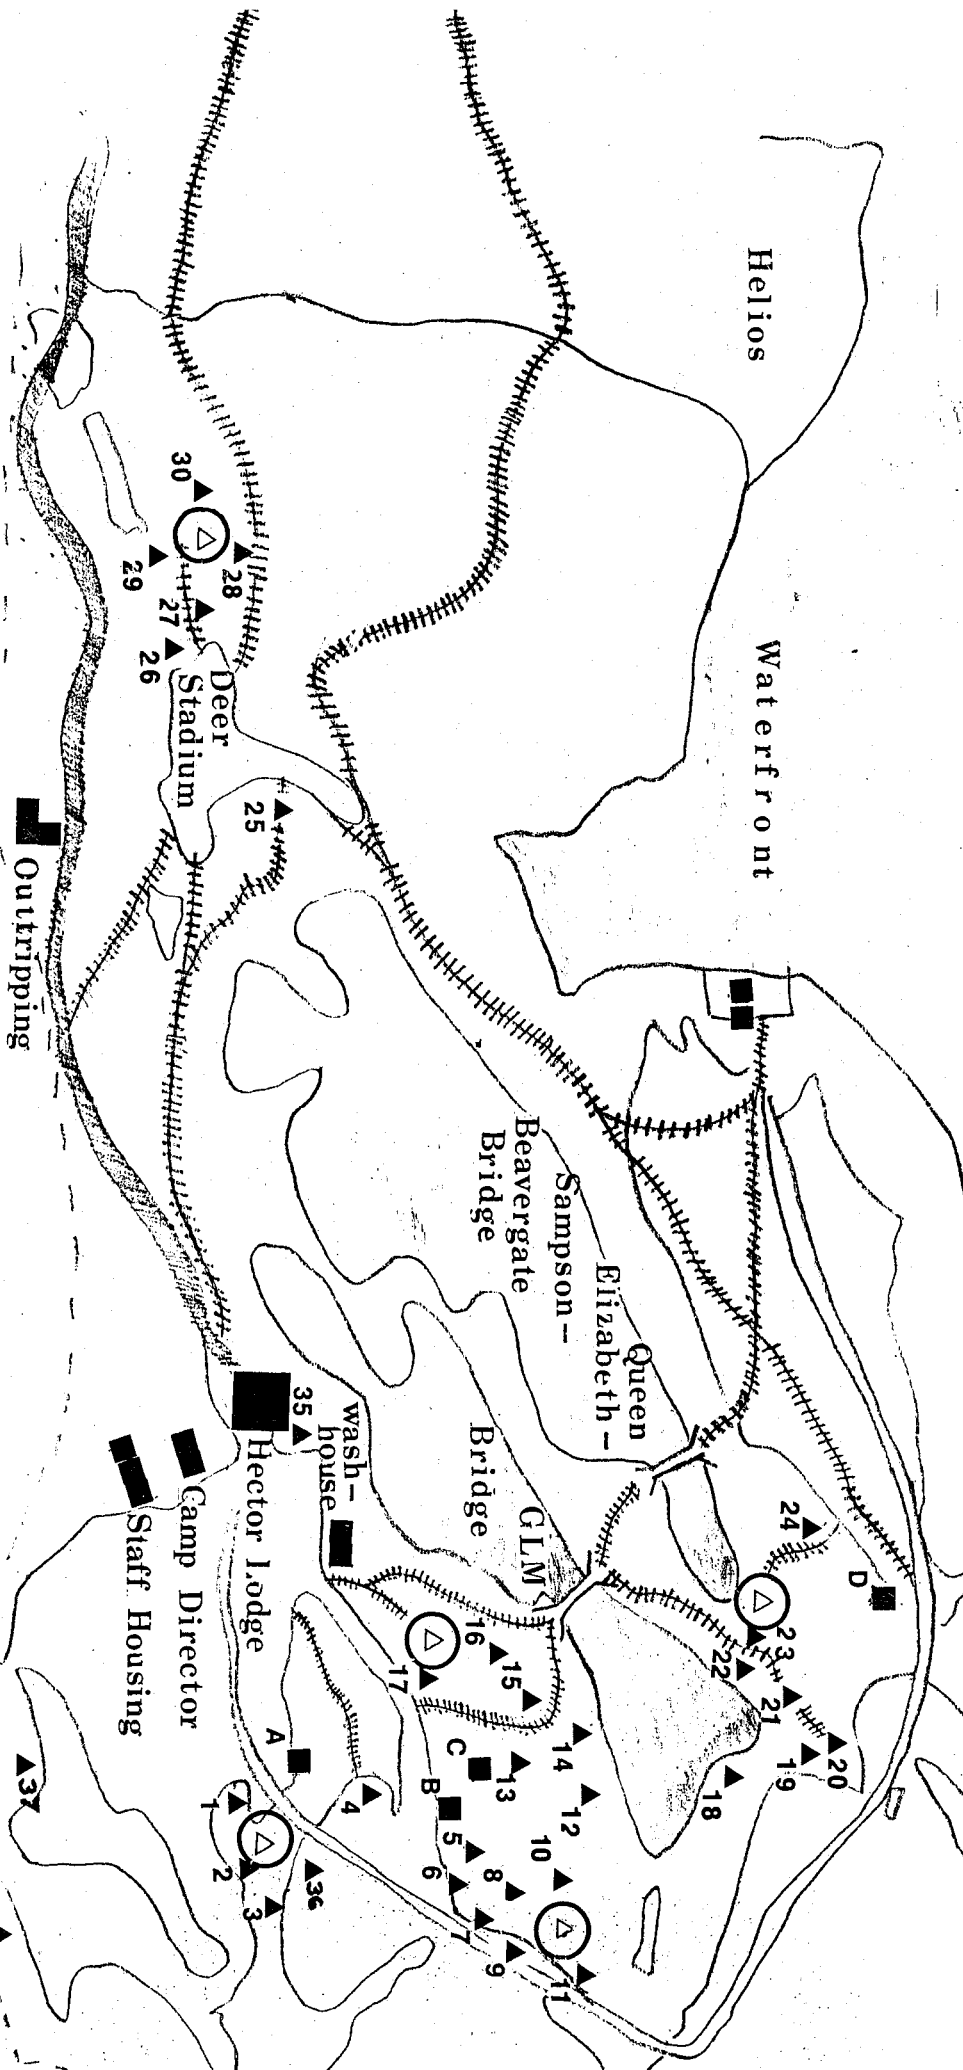 Helios
Waterfront
30
28
29
27
26
Deer
Stadium
25
Outtripping
Beavergate
Bridge
Sampson-
Elizabeth-
Queen
GLM
Bridge
35
wash-
house
Hector Lodge
Camp Director
Staff Housing
24
D
23
22
21
20
19
18
16
15
17
14
13
12
C
B
A
10
11
9
8
7
6
5
4
1
2
3
36
37